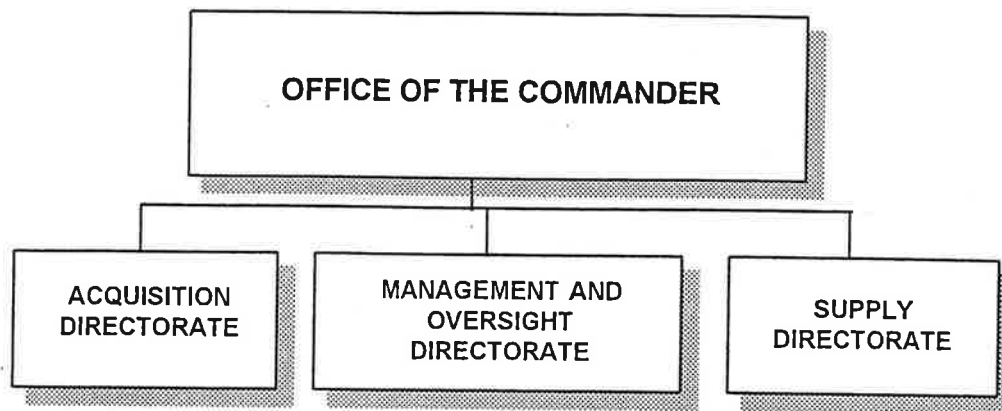 OFFICE OF THE COMMANDER
ACQUISITION
DIRECTORATE
MANAGEMENT AND
OVERSIGHT
DIRECTORATE
SUPPLY
DIRECTORATE